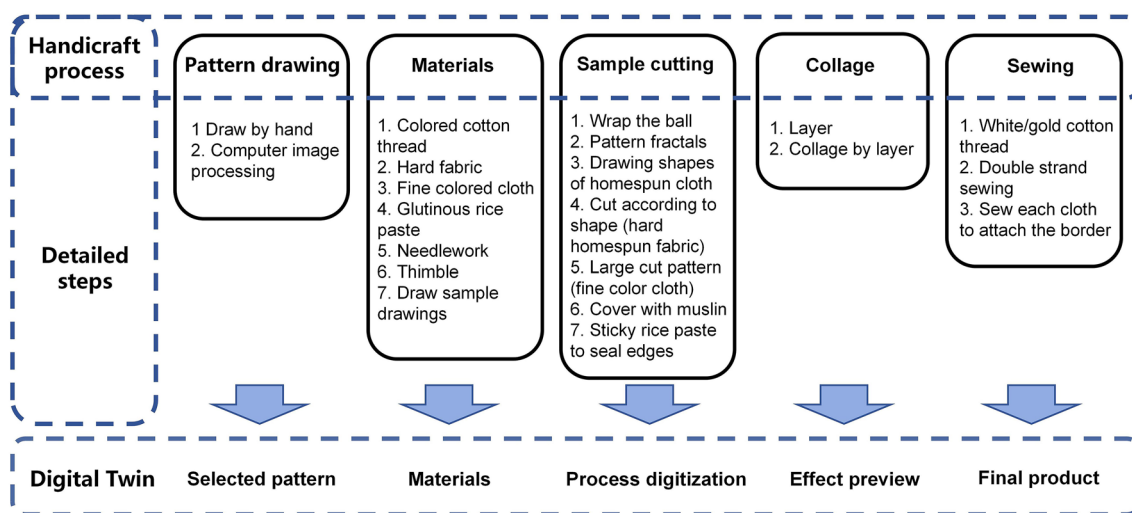 Handicraft
process
Pattern drawing
Materials
Sample cutting
Collage
Sewing
Detailed
steps
1 Draw by hand
2. Computer image
processing
1. Colored cotton
thread
2. Hard fabric
3. Fine colored cloth
4. Glutinous rice
paste
5. Needlework
6. Thimble
7. Draw sample
drawings
1. Wrap the ball
2. Pattern fractals
3. Drawing shapes
of homespun cloth
4. Cut according to
shape (hard
homespun fabric)
5. Large cut pattern
(fine color cloth)
6. Cover with muslin
7. Sticky rice paste
to seal edges
1. Layer
2. Collage by layer
1. White/gold cotton
thread
2. Double strand
sewing
3. Sew each cloth
to attach the border
Digital Twin
Selected pattern
Materials
Process digitization
Effect preview
Final product